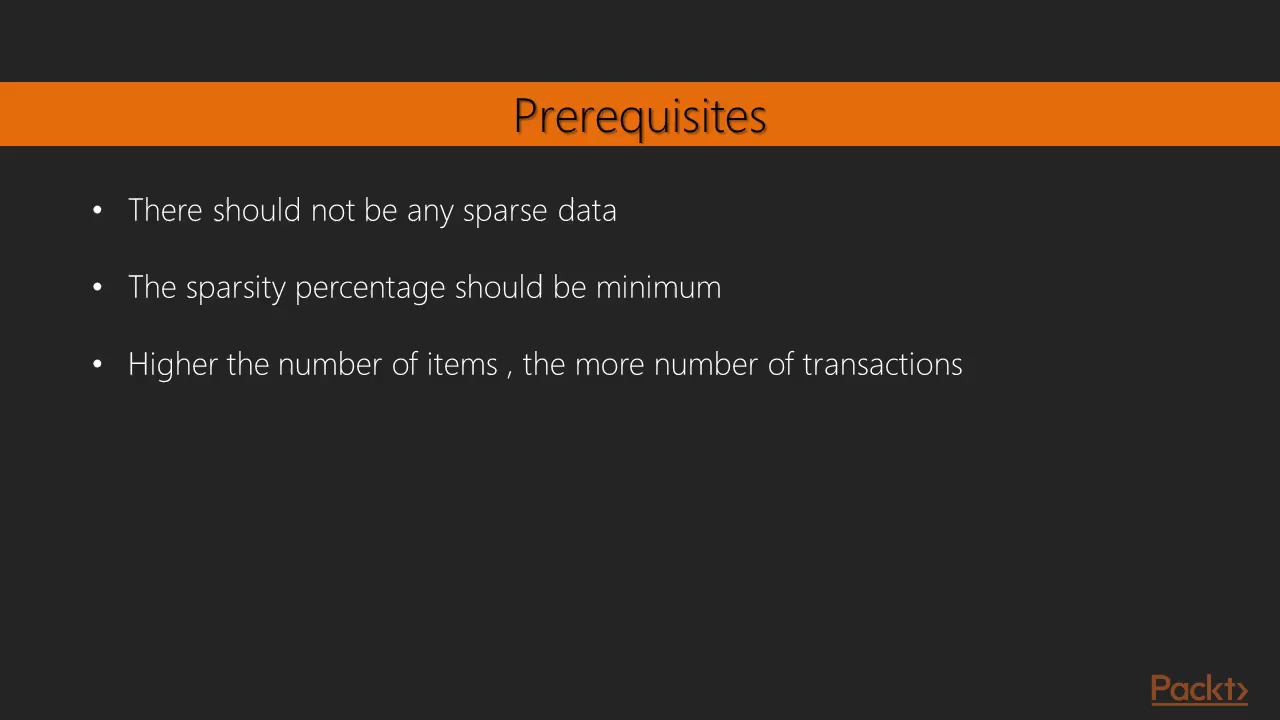 Prerequisites
• There should not be any sparse data
• The sparsity percentage should be minimum
• Higher the number of items , the more number of transactions
Packt>